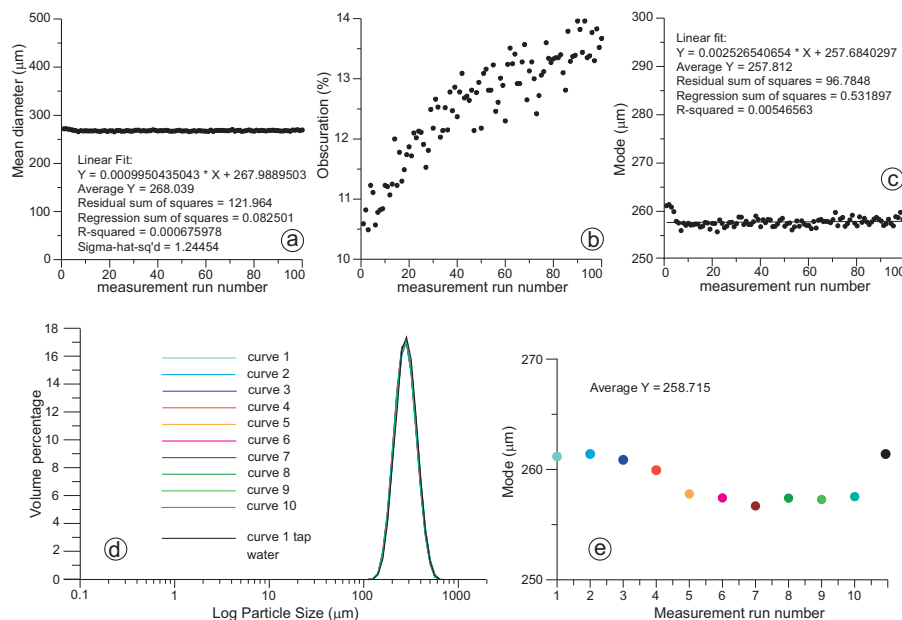 500
400
300
200
100
0
Mean diameter (μm)
Linear Fit:
Y = 0.0009950435043 * X + 267.9889503
Average Y = 268.039
Residual sum of squares = 121.964
Regression sum of squares = 0.082501
R-squared = 0.000675978
Sigma-hat-sq'd = 1.24454
a
0 20 40 60 80 100
measurement run number
14
13
12
11
10
Obscuration (%)
b
0 20 40 60 80 100
measurement run number
300
290
280
270
260
250
Mode (μm)
Linear fit:
Y = 0.002526540654 * X + 257.6840297
Average Y = 257.812
Residual sum of squares = 96.7848
Regression sum of squares = 0.531897
R-squared = 0.00546563
c
0 20 40 60 80 100
measurement run number
18
16
14
12
10
8
6
4
2
0
Volume percentage
curve 1
curve 2
curve 3
curve 4
curve 5
curve 6
curve 7
curve 8
curve 9
curve 10
curve 1 tap
water
d
0.1 1 10 100 1000
Log Particle Size (μm)
270
260
250
Mode (μm)
Average Y = 258.715
e
1 2 3 4 5 6 7 8 9 10
Measurement run number